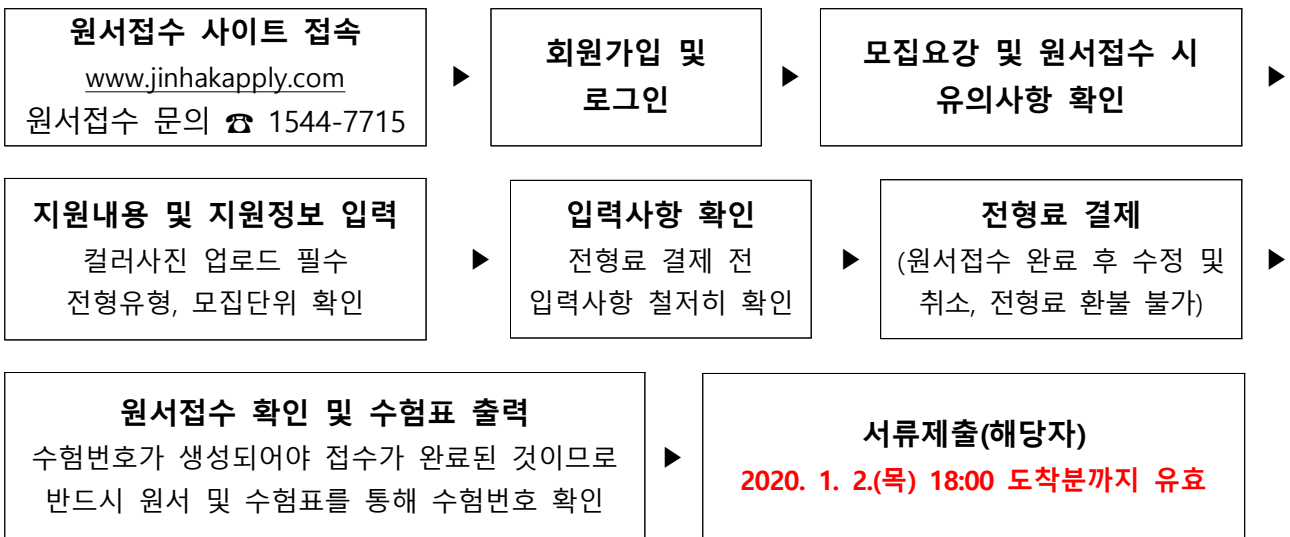 원서접수 사이트 접속
www.jinhakapply.com
원서접수 문의 ☎ 1544-7715
▶
회원가입 및
로그인
▶
모집요강 및 원서접수 시
유의사항 확인
▶
지원내용 및 지원정보 입력
컬러사진 업로드 필수
전형유형, 모집단위 확인
▶
입력사항 확인
전형료 결제 전
입력사항 철저히 확인
▶
전형료 결제
(원서접수 완료 후 수정 및
취소, 전형료 환불 불가)
▶
원서접수 확인 및 수험표 출력
수험번호가 생성되어야 접수가 완료된 것이므로
반드시 원서 및 수험표를 통해 수험번호 확인
▶
서류제출(해당자)
2020. 1. 2.(목) 18:00 도착분까지 유효